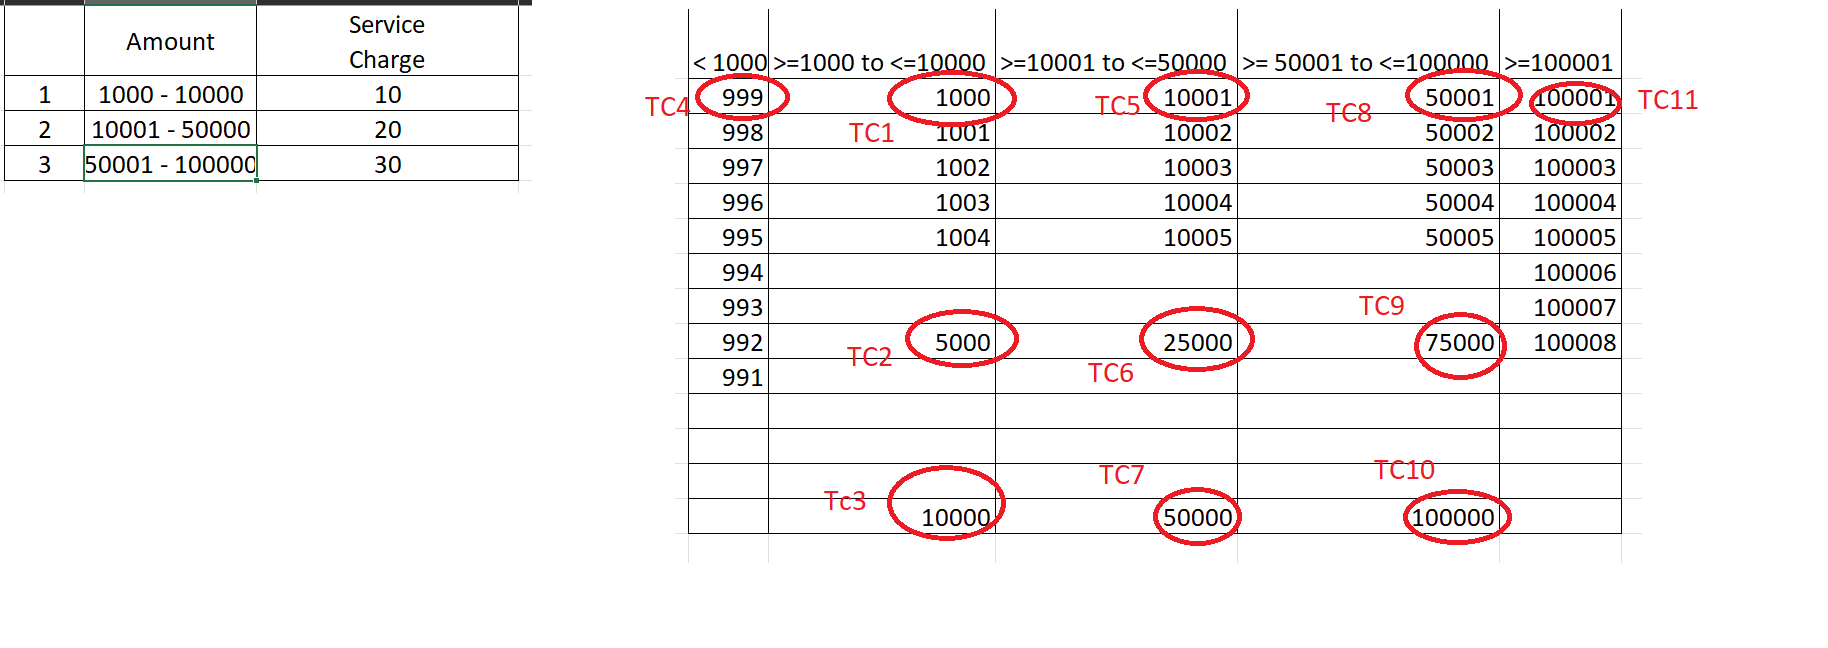 Amount Service Charge
1 1000 - 10000 10
2 10001 - 50000 20
3 50001 - 100000 30
< 1000 >=1000 to <=10000 >=10001 to <=50000 >= 50001 to <=100000 >=100001
TC4 999 1000 TC5 10001 TC8 50001 100001 TC11
998 TC1 1001 10002 50002 100002
997 1002 10003 50003 100003
996 1003 10004 50004 100004
995 1004 10005 50005 100005
994 100006
993 TC9 100007
992 TC2 5000 25000 75000 100008
991 TC6
TC7 TC10
Tc3
10000 50000 100000